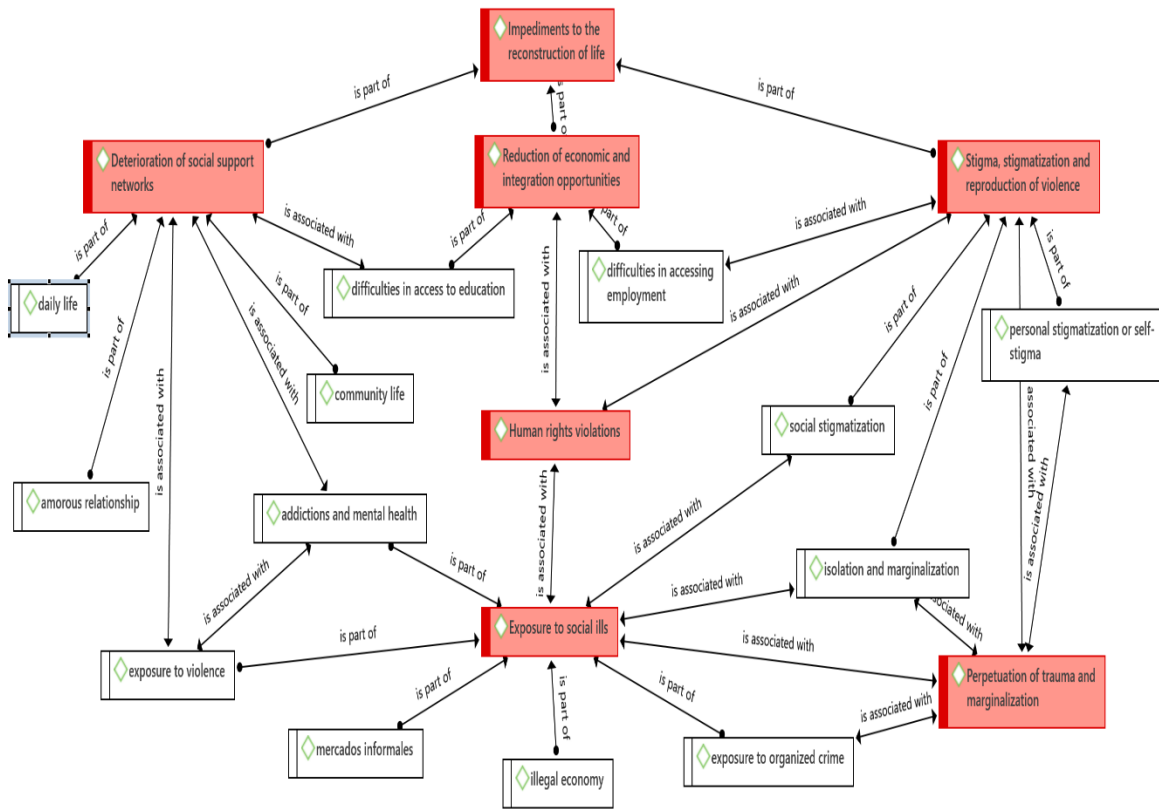 Impediments to the
reconstruction of life
is part of
is part of
is part of
Deterioration of social support
networks
Reduction of economic and
integration opportunities
Stigma, stigmatization and
reproduction of violence
is part of
is associated with
is part of
part of
is associated with
is part of
daily life
difficulties in access to education
difficulties in accessing
employment
is associated with
personal stigmatization or self-
stigma
is part of
is part of
is associated with
is associated with
is part of
is part of
is associated with
community life
Human rights violations
social stigmatization
associated with
is associated with
amorous relationship
addictions and mental health
is associated with
is associated with
isolation and marginalization
is associated with
is part of
is associated with
associated with
Exposure to social ills
is part of
is associated with
exposure to violence
Perpetuation of trauma and
marginalization
is part of
is part of
is part of
is associated with
mercados informales
illegal economy
exposure to organized crime